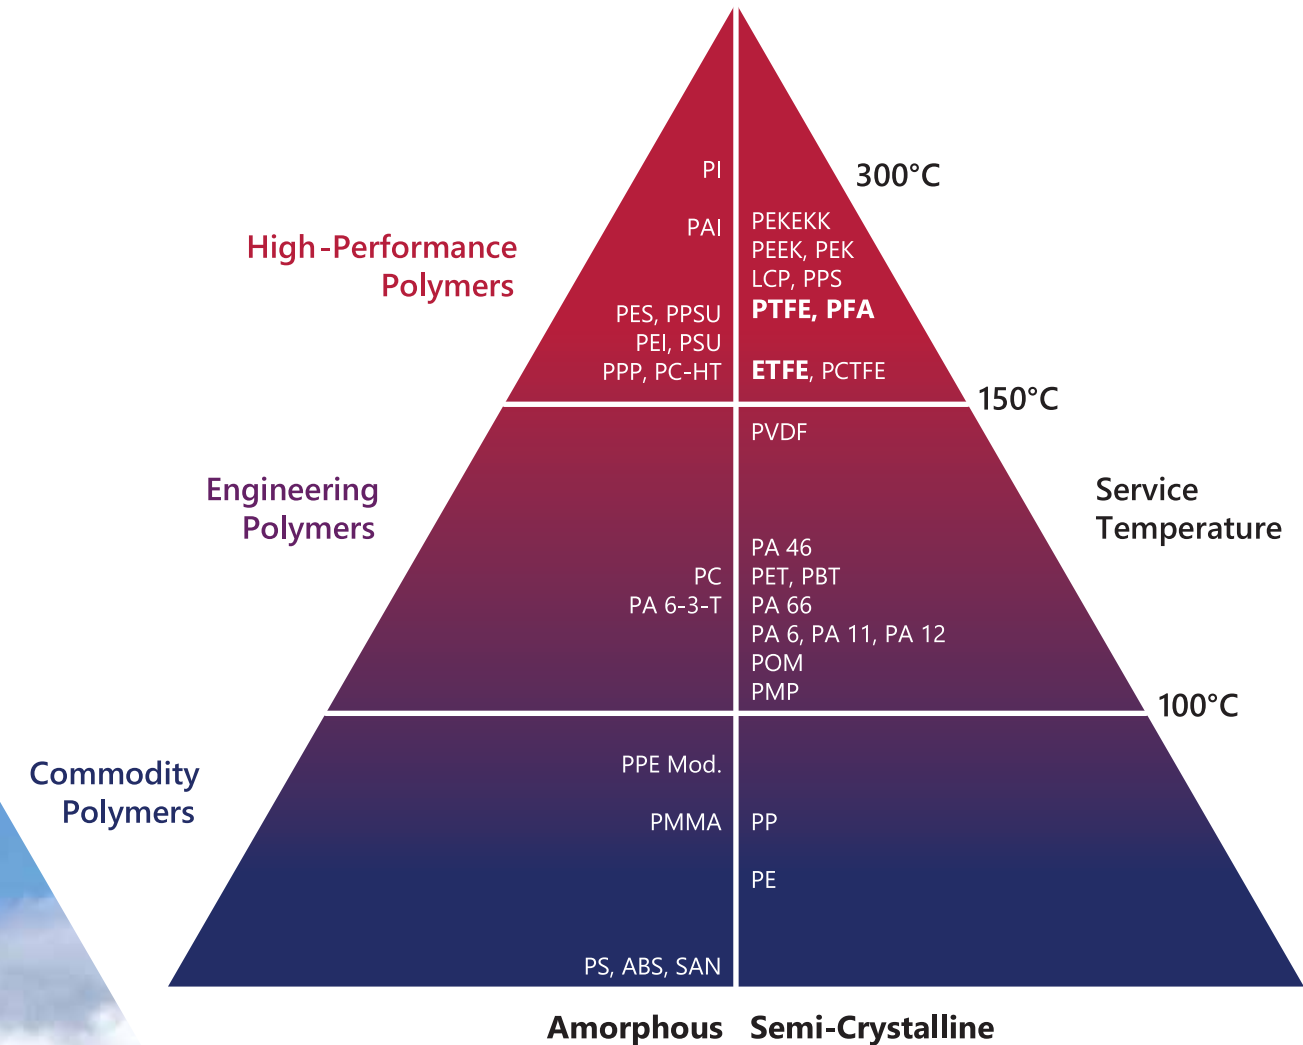 PI
300°C
PAI
PEKEKK
PEEK, PEK
LCP, PPS
PTFE, PFA
High-Performance
Polymers
PES, PPSU
PEI, PSU
PPP, PC-HT
ETFE, PCTFE
150°C
PVDF
Engineering
Polymers
Service
Temperature
PC
PA 6-3-T
PA 46
PET, PBT
PA 66
PA 6, PA 11, PA 12
POM
PMP
100°C
Commodity
Polymers
PPE Mod.
PMMA
PP
PE
PS, ABS, SAN
Amorphous
Semi-Crystalline